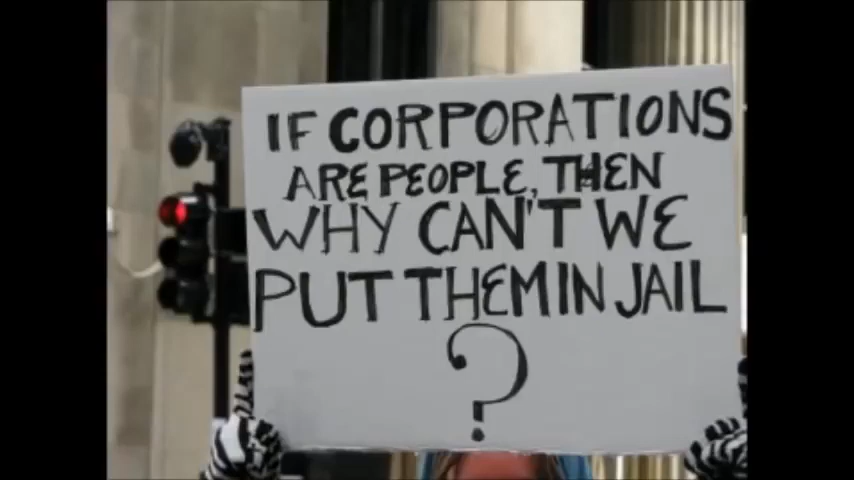 IF CORPORATIONS
ARE PEOPLE, THEN
WHY CAN'T WE
PUT THEM IN JAIL
?